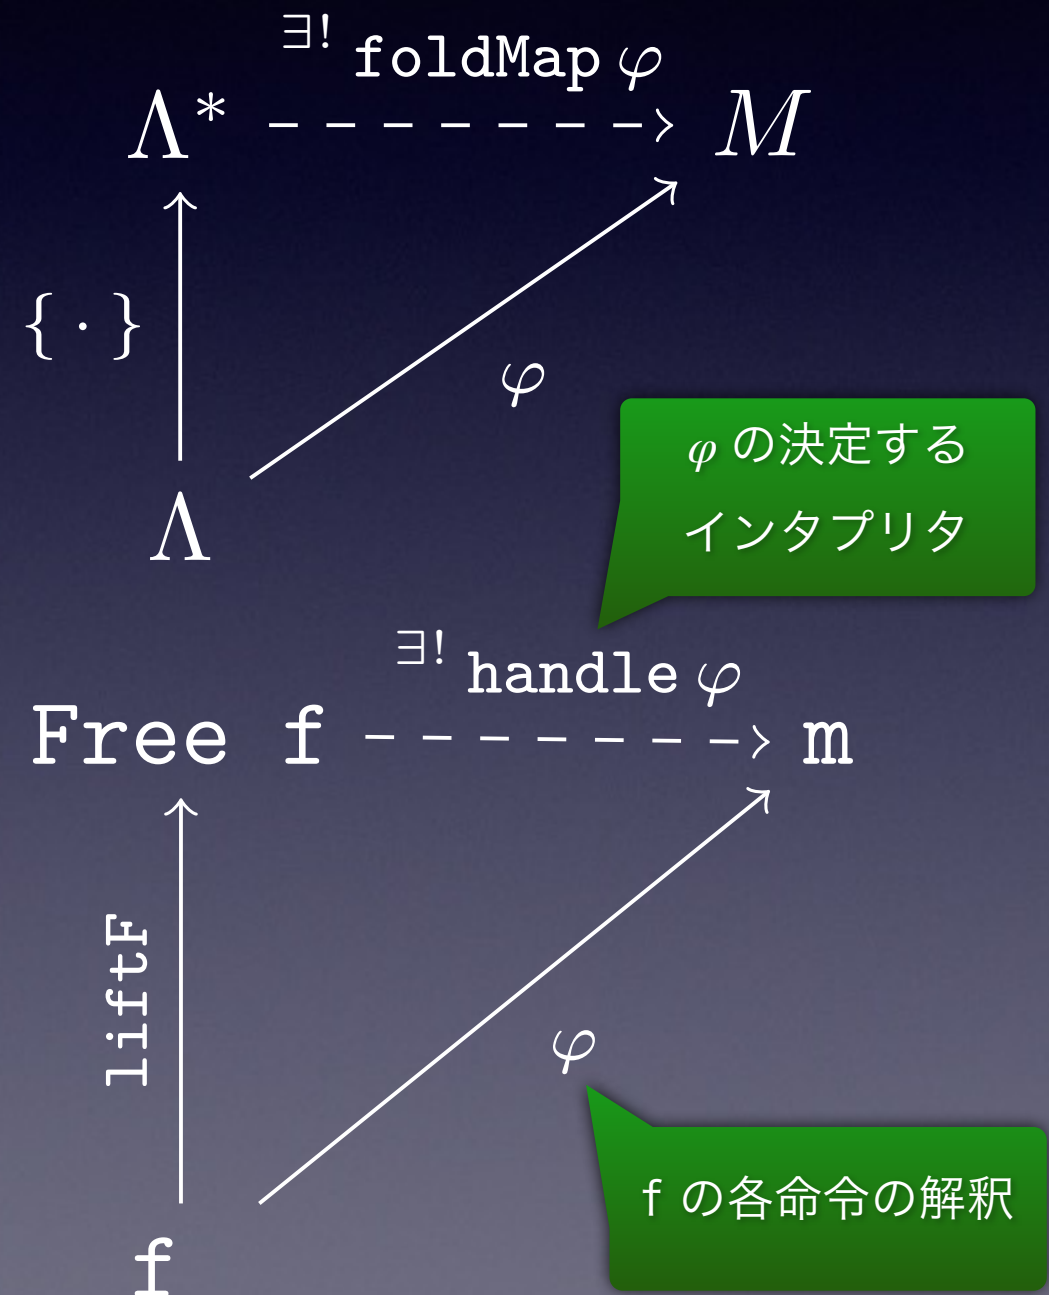 ∃! foldMap φ
Λ* M
{ · }
φ
Λ
φ の決定する
インタプリタ
∃! handle φ
Free f m
liftF
φ
f の各命令の解釈
f